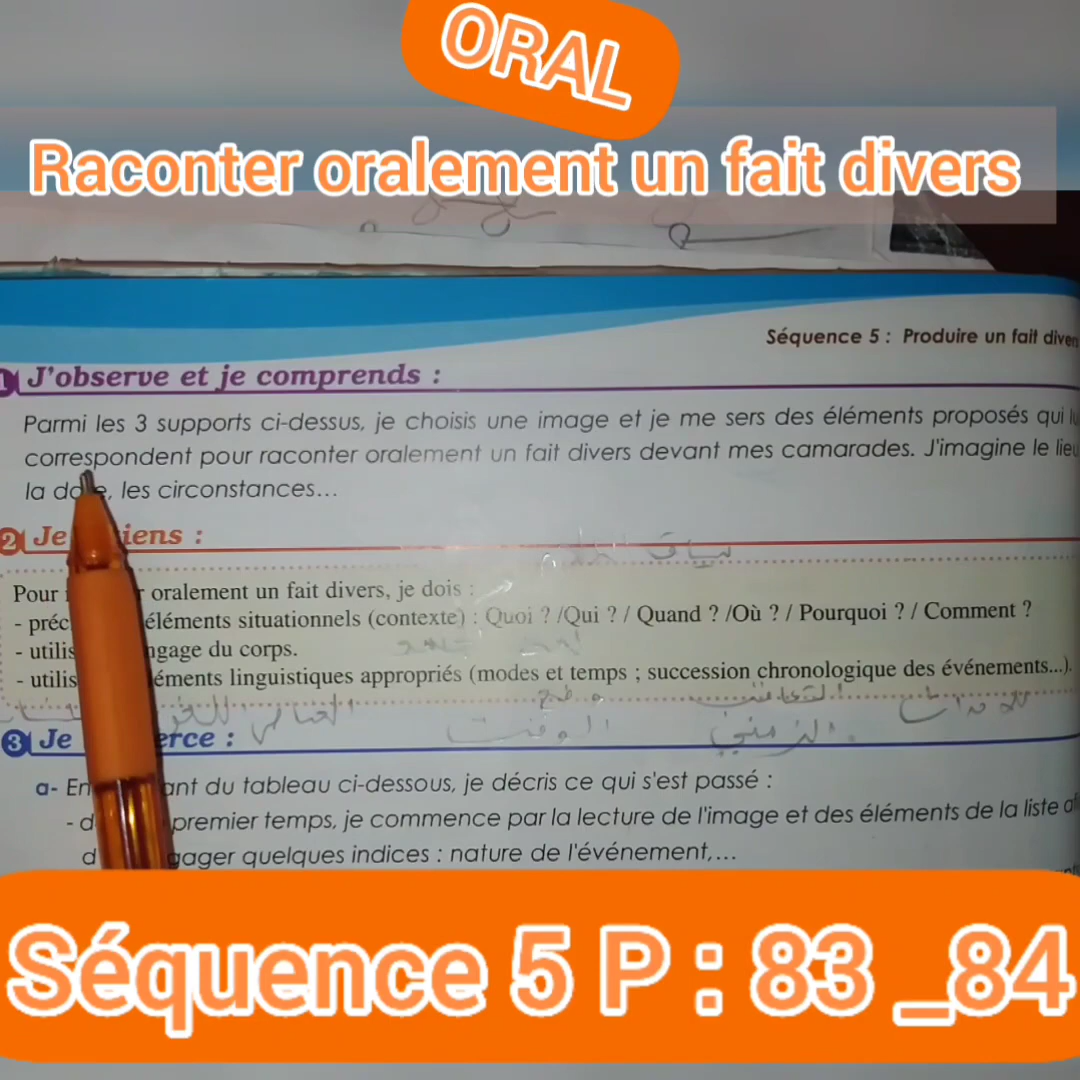 ORAL
Raconter oralement un fait divers
Séquence 5 : Produire un fait diver
1 J'observe et je comprends :
Parmi les 3 supports ci-dessus, je choisis une image et je me sers des éléments proposés qui
correspondent pour raconter oralement un fait divers devant mes camarades. J'imagine le lieu
la date, les circonstances...
2 Je iens :
Pour oralement un fait divers, je dois :
- préc éléments situationnels (contexte) : Quoi ? /Qui ? / Quand ? /Où ? / Pourquoi ? / Comment ?
- utilis ngage du corps.
- utilis éments linguistiques appropriés (modes et temps ; succession chronologique des événements...).
3 Je erce :
a- En ant du tableau ci-dessous, je décris ce qui s'est passé :
- d premier temps, je commence par la lecture de l'image et des éléments de la liste
d gager quelques indices : nature de l'événement,...
Séquence 5 P : 83 _84